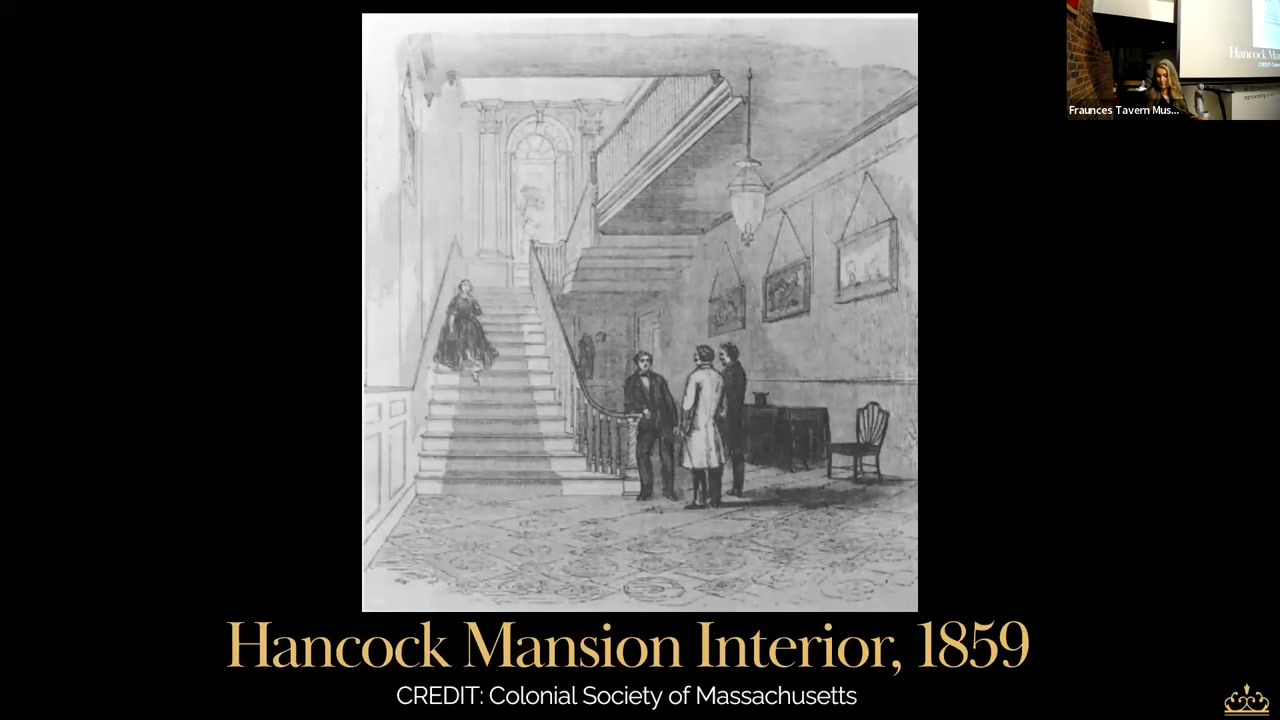 Fraunces Tavern Mus...
Hancock Mansion Interior, 1859
CREDIT: Colonial Society of Massachusetts